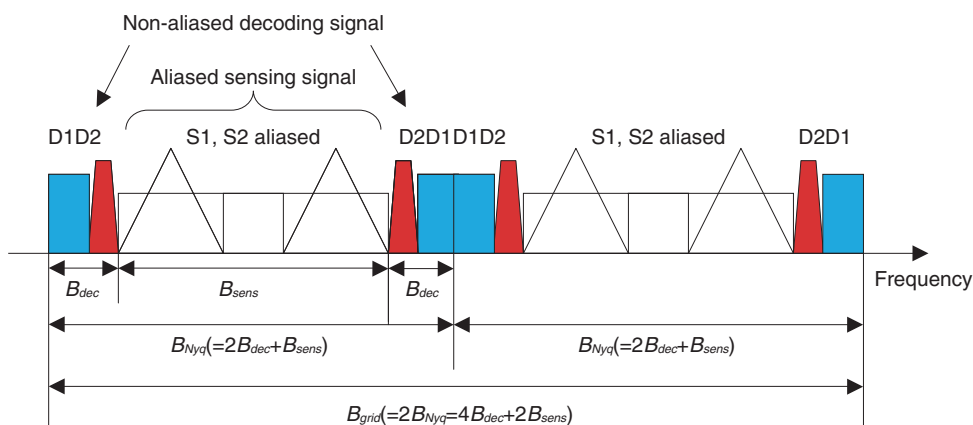 Non-aliased decoding signal
Aliased sensing signal
D1D2
S1, S2 aliased
D2D1D1D2
S1, S2 aliased
D2D1
Frequency
Bdec
Bsens
Bdec
BNyq(=2Bdec+Bsens)
BNyq(=2Bdec+Bsens)
Bgrid(=2BNyq=4Bdec+2Bsens)